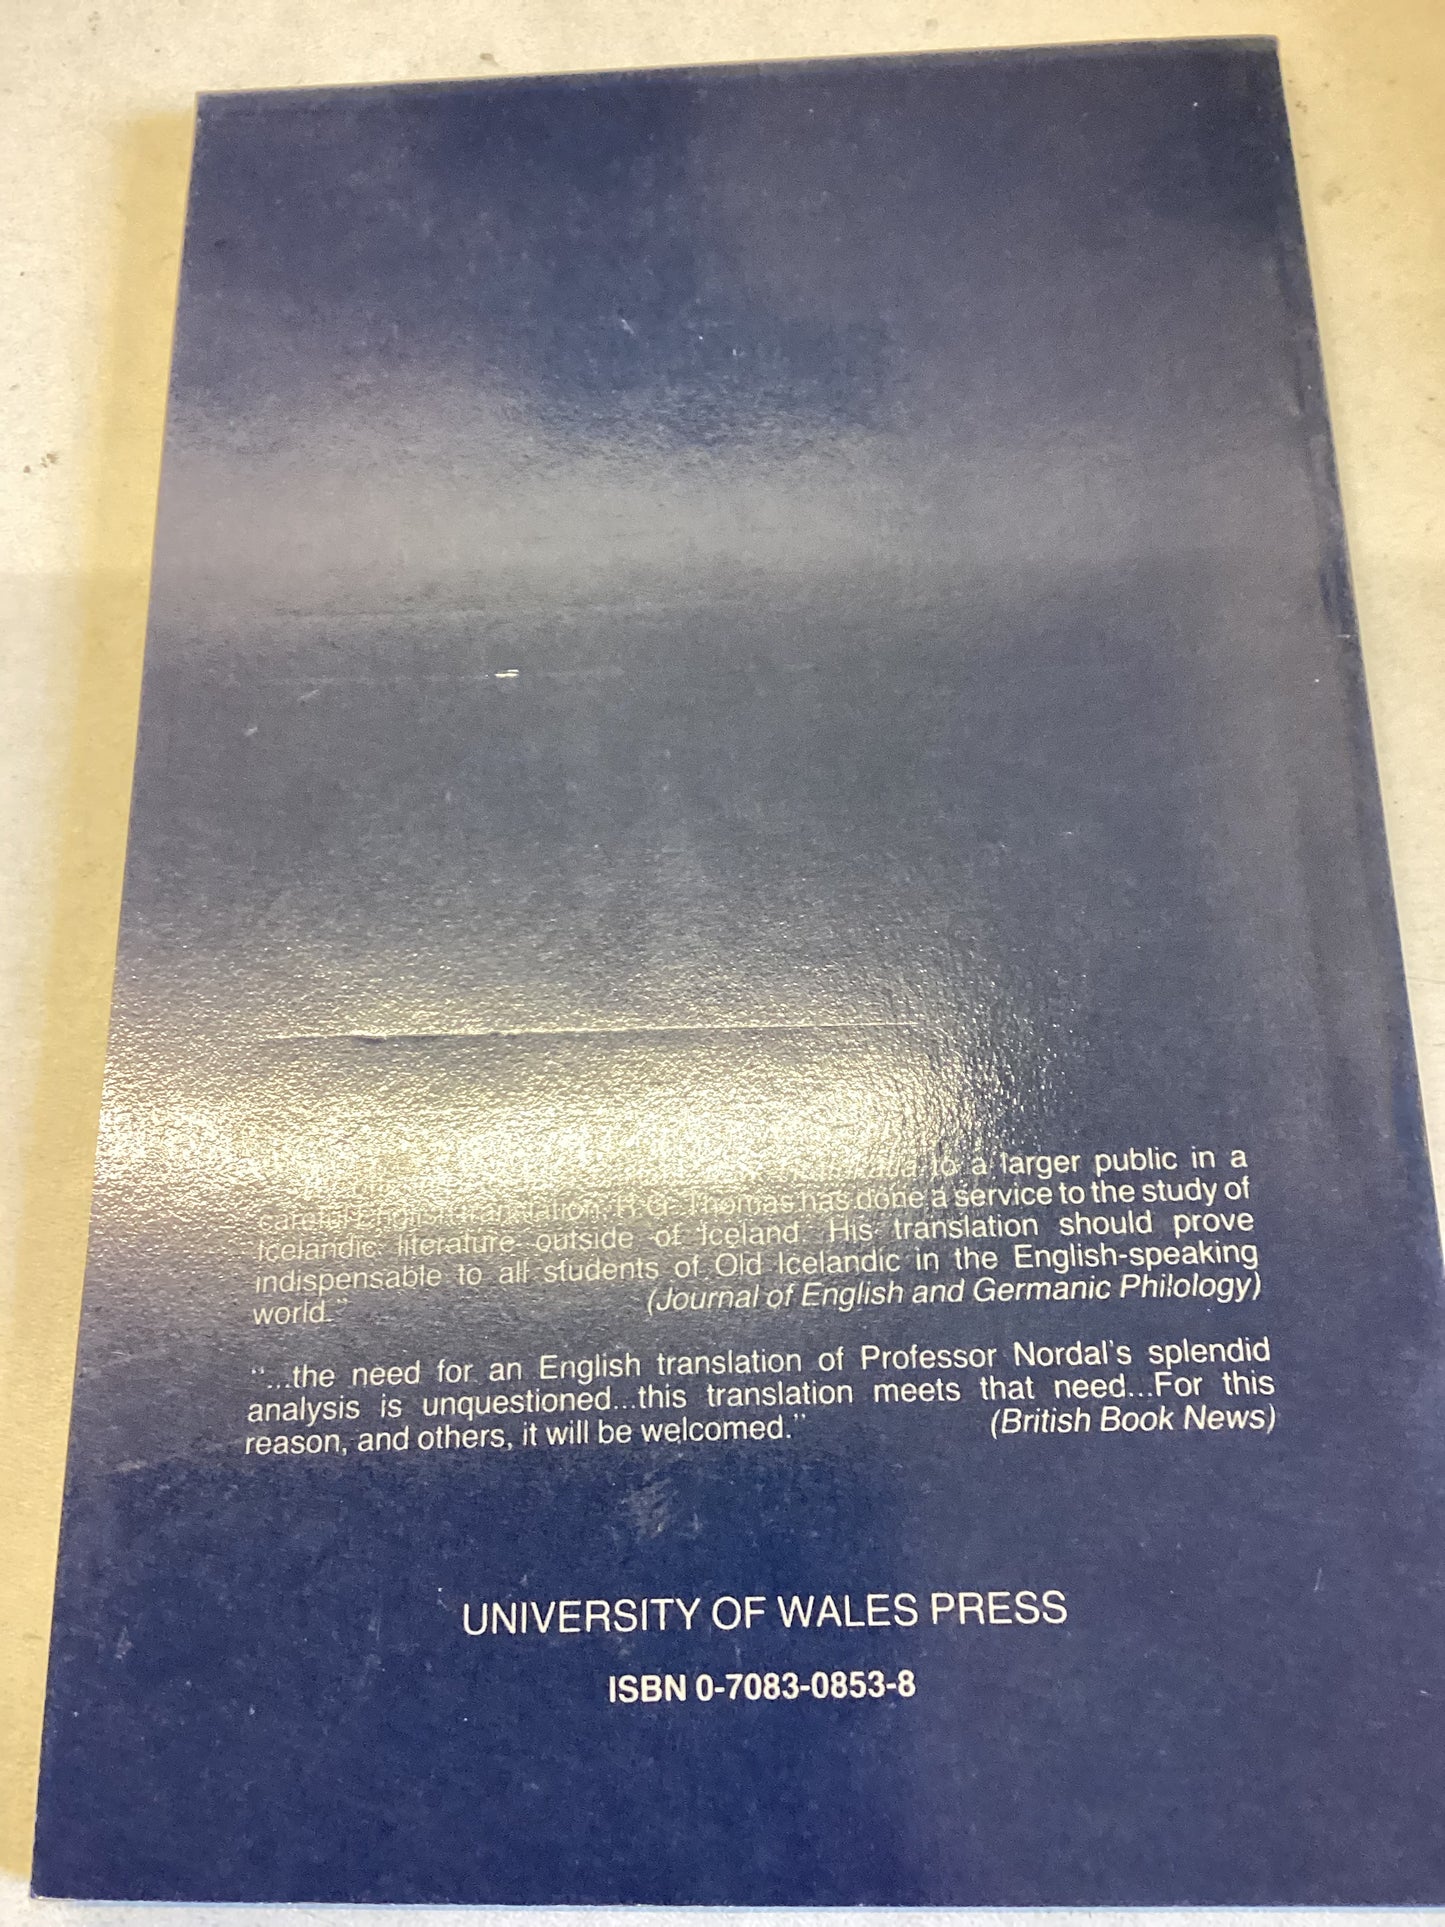 to a larger public in a
careful English translation, R.G. Thomas has done a service to the study of
Icelandic literature outside of Iceland. His translation should prove
indispensable to all students of Old Icelandic in the English-speaking
world." (Journal of English and Germanic Philology)
"...the need for an English translation of Professor Nordal's splendid
analysis is unquestioned...this translation meets that need...For this
reason, and others, it will be welcomed." (British Book News)
UNIVERSITY OF WALES PRESS
ISBN 0-7083-0853-8